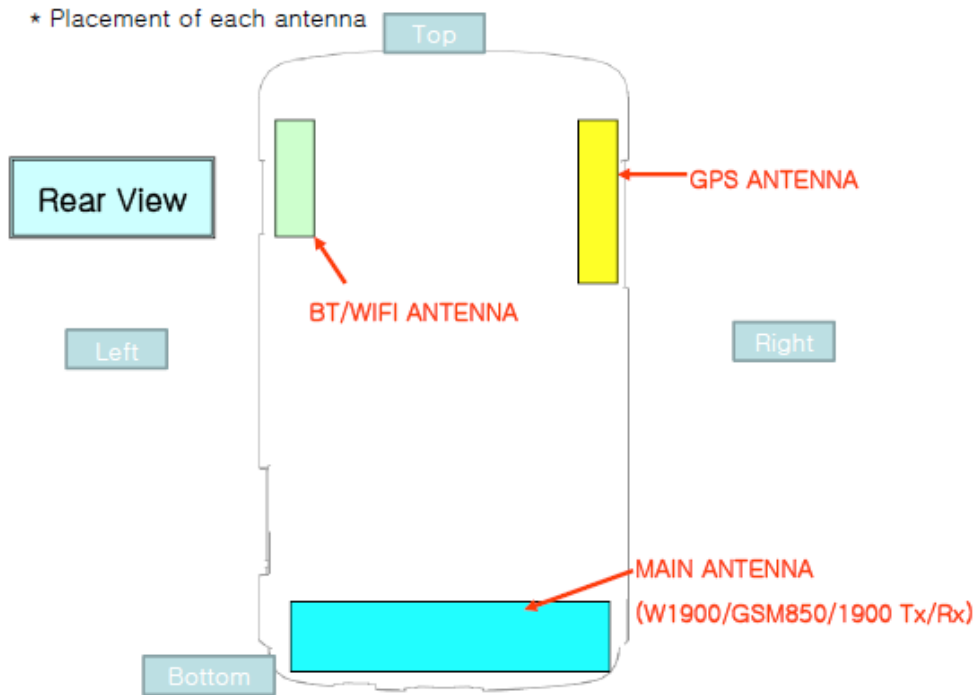 * Placement of each antenna
Top
Rear View
GPS ANTENNA
BT/WIFI ANTENNA
Left
Right
MAIN ANTENNA
(W1900/GSM850/1900 Tx/Rx)
Bottom